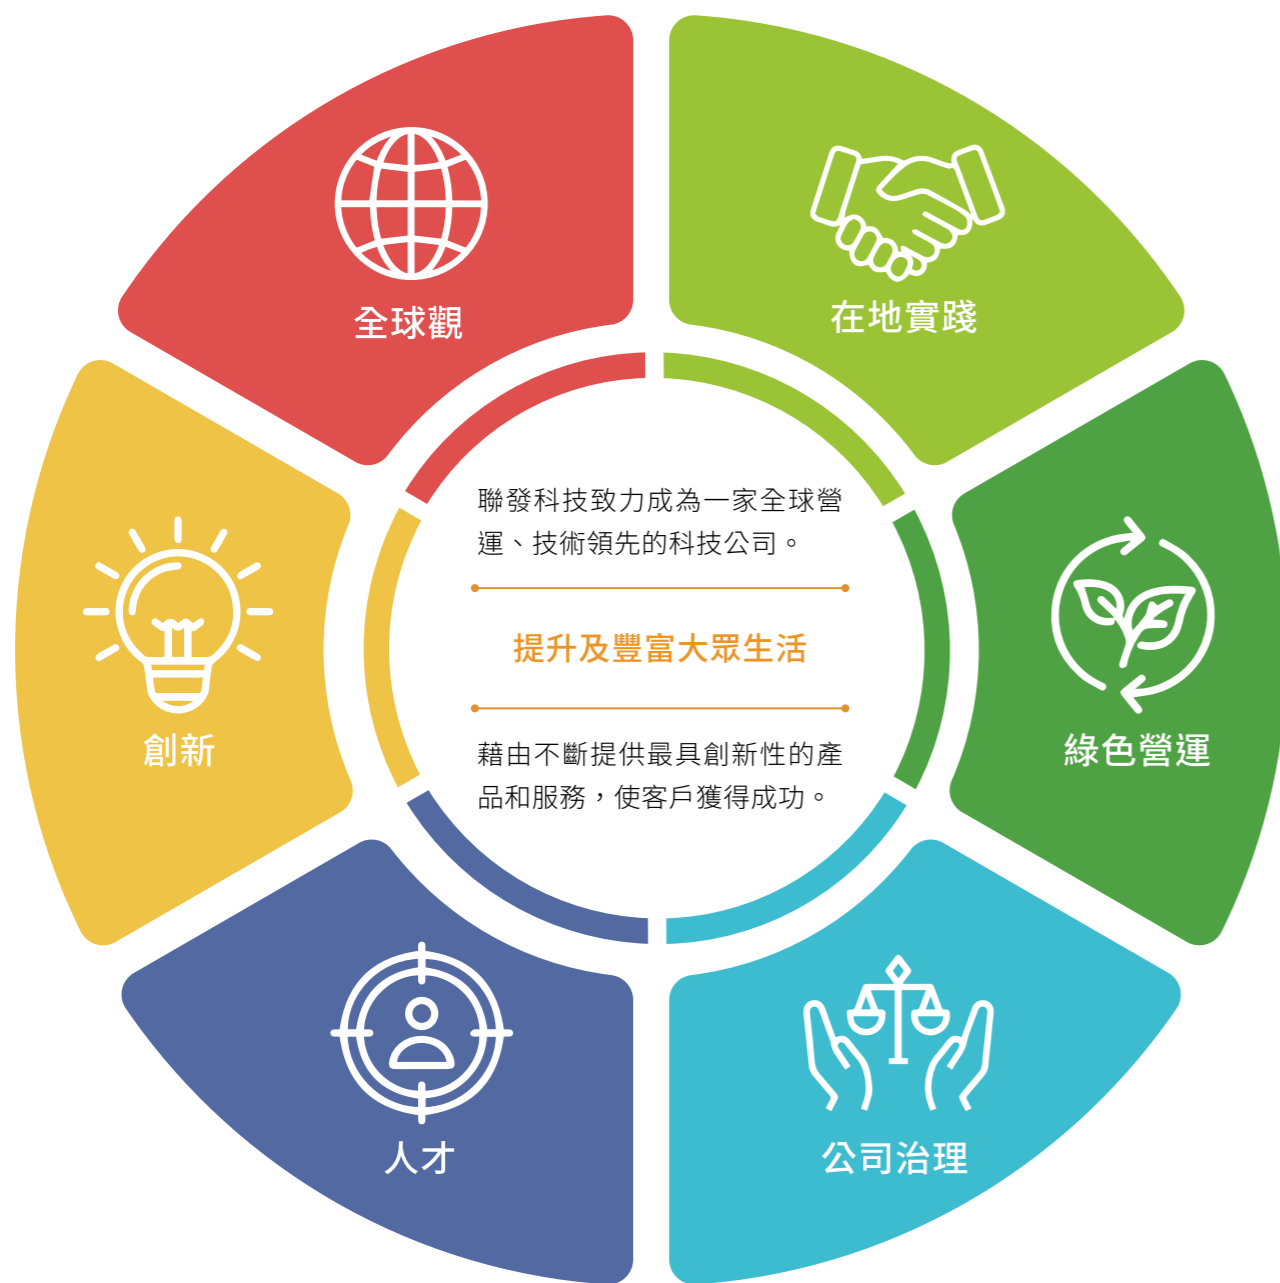 全球觀
在地實踐
聯發科技致力成為一家全球營
運、技術領先的科技公司。
提升及豐富大眾生活
藉由不斷提供最具創新性的產
品和服務，使客戶獲得成功。
創新
綠色營運
人才
公司治理